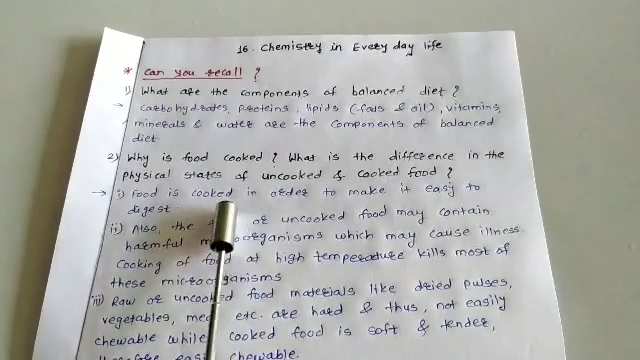 16. Chemistry in Every day life
* Can you recall ?
1) What are the components of balanced diet ?
→ Carbohydrates, proteins, lipids (fats & oil), vitamins,
minerals & water are the components of balanced
diet
2) Why is food cooked ? What is the difference in the
physical states of uncooked & cooked food ?
→ i) Food is cooked in order to make it easy to
digest.
ii) Also, the or uncooked food may contain
harmful which may cause illness.
Cooking of food at high temperature kills most of
these microorganisms
iii) Raw or uncooked food materials like dried pulses,
vegetables, etc. are hard & thus, not easily
chewable while cooked food is soft & tender,
chewable.